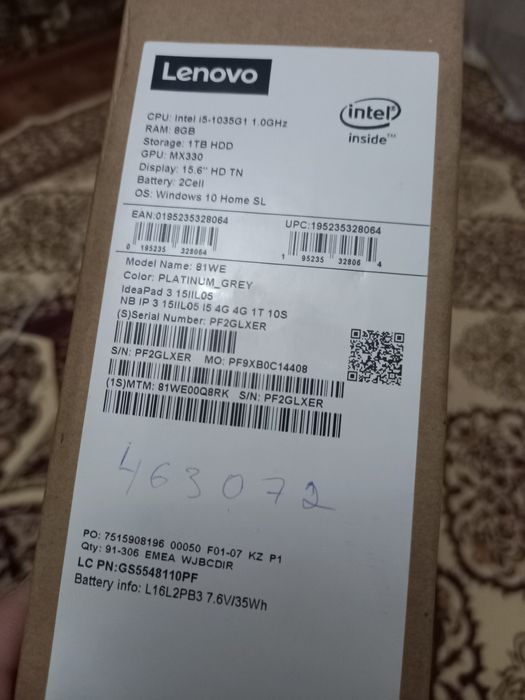 Lenovo
intel
inside™
CPU: Intel i5-1035G1 1.0GHz
RAM: 8GB
Storage: 1TB HDD
GPU: MX330
Display: 15.6" HD TN
Battery: 2Cell
OS: Windows 10 Home SL
EAN:0195235328064
UPC:195235328064
0 195235 328064
1 95235 32806 4
Model Name: 81WE
Color: PLATINUM_GREY
IdeaPad 3 15IIL05
NB IP 3 15IIL05 I5 4G 4G 1T 10S
(S)Serial Number: PF2GLXER
S/N: PF2GLXER MO: PF9XB0C14408
(1S)MTM: 81WE00Q8RK S/N: PF2GLXER
463072
PO: 7515908196 00050 F01-07 KZ P1
Qty: 91-306 EMEA WJBCDIR
LC PN:GS5548110PF
Battery info: L16L2PB3 7.6V/35Wh